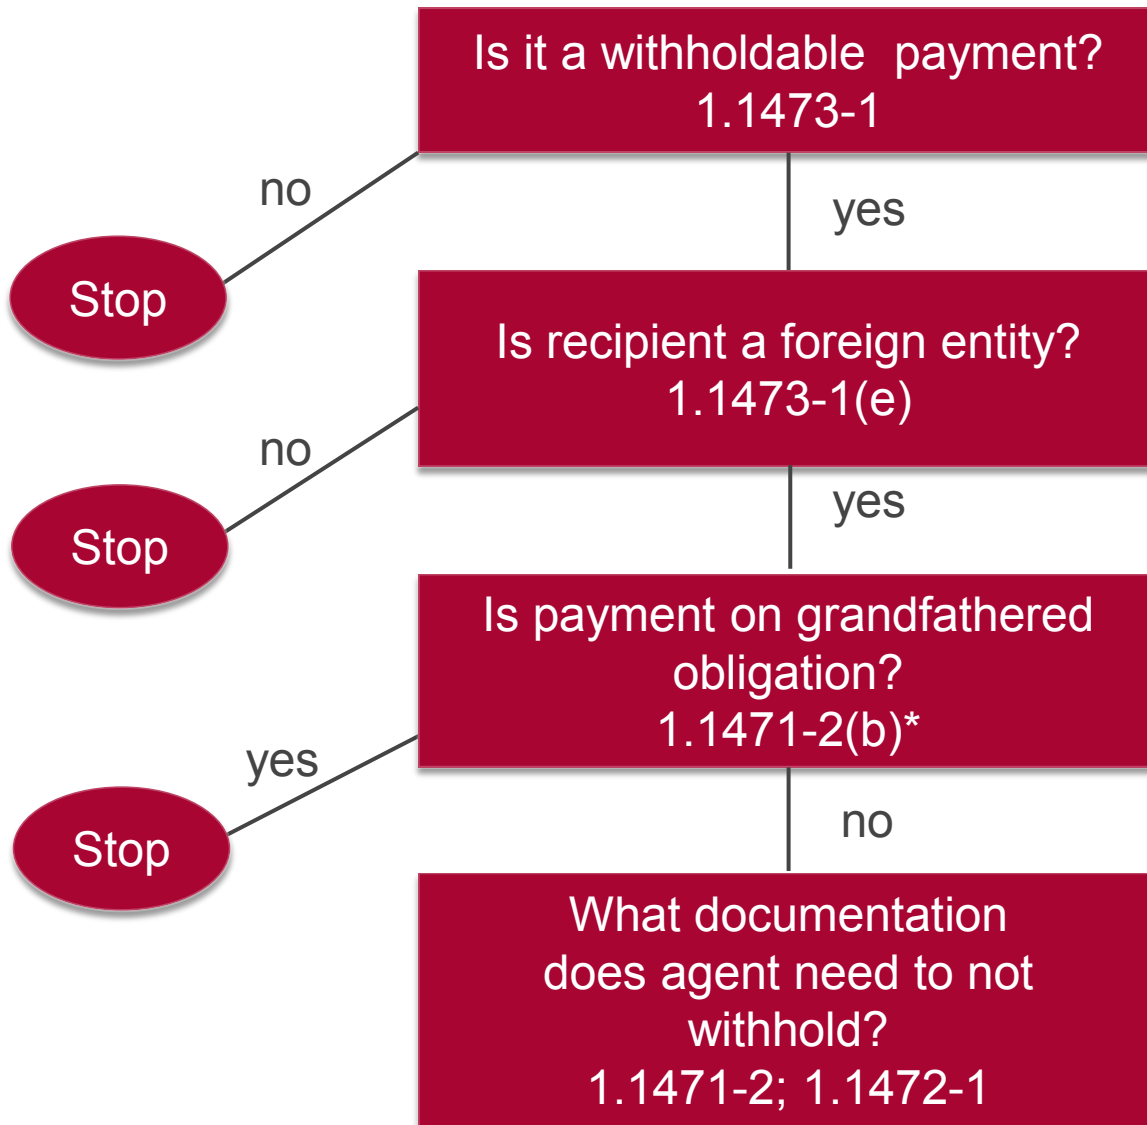 Is it a withholdable  payment?
1.1473-1
no
yes
Stop
Is recipient a foreign entity?
1.1473-1(e)
no
yes
Stop
Is payment on grandfathered
obligation?
1.1471-2(b)*
yes
no
Stop
What documentation
does agent need to not
withhold?
1.1471-2; 1.1472-1